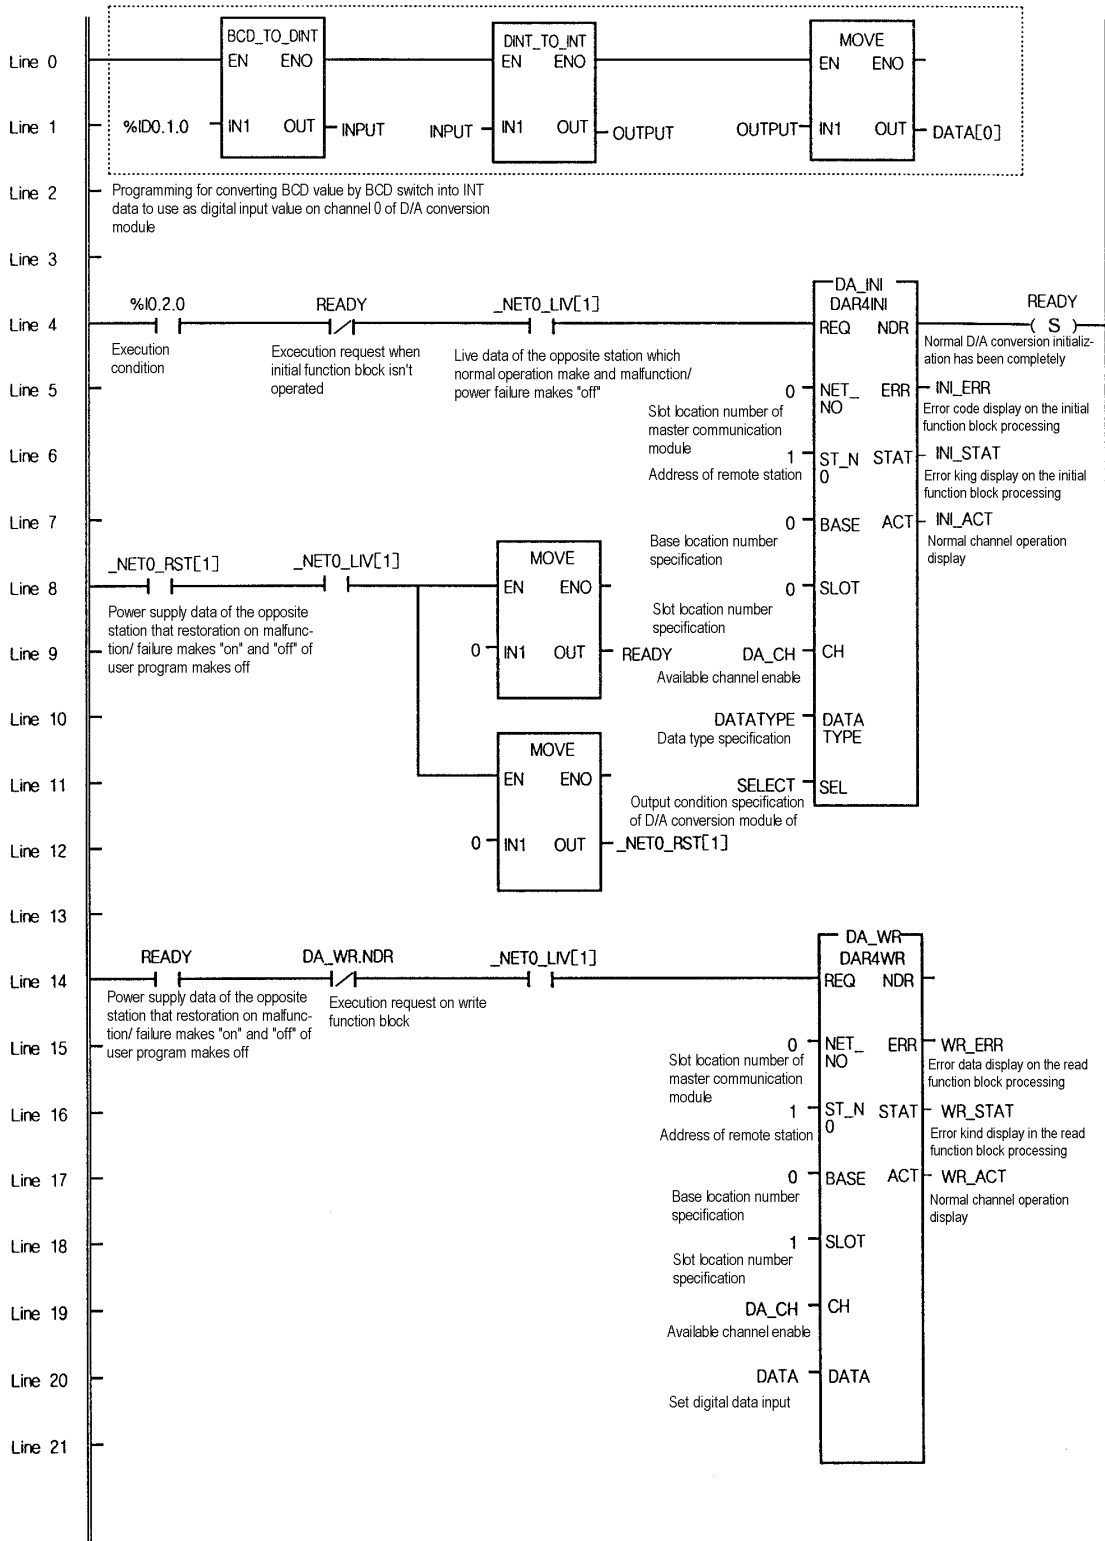 BCD_TO_DINT
DINT_TO_INT
MOVE
Line 0
EN ENO
EN ENO
EN ENO
Line 1
%ID0.1.0
IN1 OUT
INPUT
INPUT
IN1 OUT
OUTPUT
OUTPUT
IN1 OUT
DATA[0]
Line 2
Programming for converting BCD value by BCD switch into INT
data to use as digital input value on channel 0 of D/A conversion
module
Line 3
%I0.2.0
READY
_NET0_LIV[1]
DA_INI
DAR4INI
READY
Line 4
REQ NDR
( S )
Execution
condition
Excecution request when
initial function block isn't
operated
Live data of the opposite station which
normal operation make and malfunction/
power failure makes "off"
Normal D/A conversion initializ-
ation has been completely
Line 5
0
NET_
NO
ERR
INI_ERR
Slot location number of
master communication
module
Error code display on the initial
function block processing
Line 6
1
ST_N
0
STAT
INI_STAT
Address of remote station
Error king display on the initial
function block processing
Line 7
0
BASE ACT
INI_ACT
Base location number
specification
Normal channel operation
display
_NET0_RST[1]
_NET0_LIV[1]
MOVE
Line 8
EN ENO
0
SLOT
Power supply data of the opposite
station that restoration on malfunc-
tion/ failure makes "on" and "off" of
user program makes off
Slot location number
specification
Line 9
0
IN1 OUT
READY
DA_CH
CH
Available channel enable
Line 10
DATATYPE
DATA
TYPE
Data type specification
MOVE
Line 11
EN ENO
SELECT
SEL
Output condition specification
of D/A conversion module of
Line 12
0
IN1 OUT
_NET0_RST[1]
Line 13
READY
DA_WR.NDR
_NET0_LIV[1]
DA_WR
DAR4WR
Line 14
REQ NDR
Power supply data of the opposite
station that restoration on malfunc-
tion/ failure makes "on" and "off" of
user program makes off
Execution request on write
function block
Line 15
0
NET_
NO
ERR
WR_ERR
Slot location number of
master communication
module
Error data display on the read
function block processing
Line 16
1
ST_N
0
STAT
WR_STAT
Address of remote station
Error kind display in the read
function block processing
Line 17
0
BASE ACT
WR_ACT
Base location number
specification
Normal channel operation
display
Line 18
1
SLOT
Slot location number
specification
Line 19
DA_CH
CH
Available channel enable
Line 20
DATA
DATA
Set digital data input
Line 21